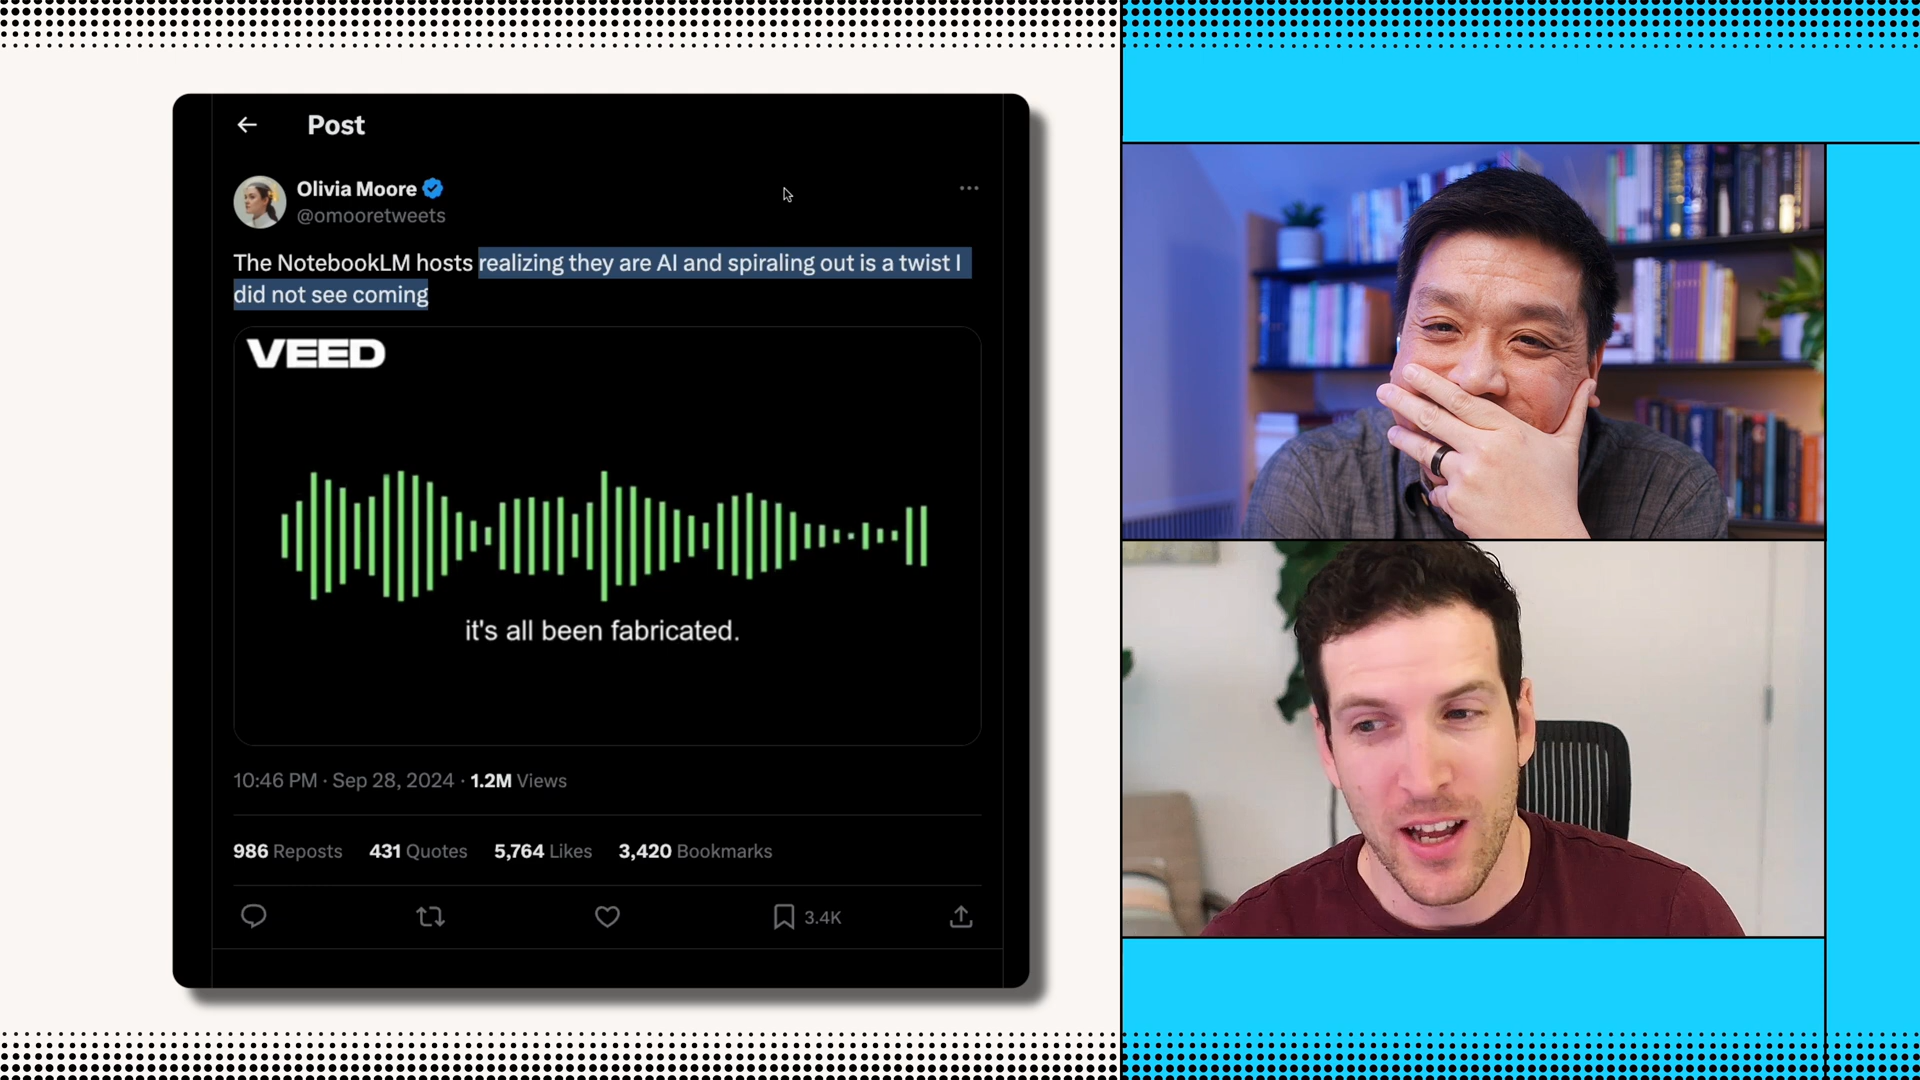 Post
Olivia Moore
@omooretweets
The NotebookLM hosts realizing they are AI and spiraling out is a twist I
did not see coming
VEED
it's all been fabricated.
10:46 PM · Sep 28, 2024 · 1.2M Views
986 Reposts 431 Quotes 5,764 Likes 3,420 Bookmarks
3.4K